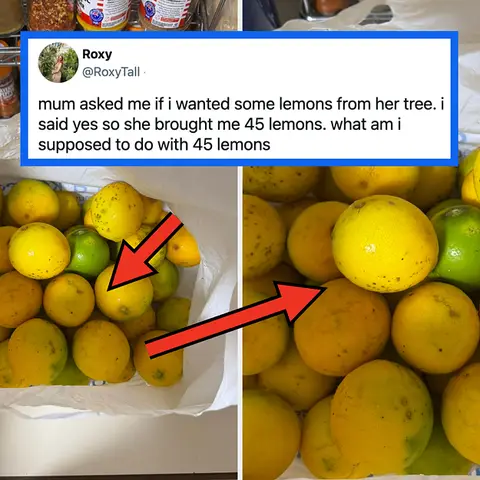 Roxy
@RoxyTall ·
mum asked me if i wanted some lemons from her tree. i
said yes so she brought me 45 lemons. what am i
supposed to do with 45 lemons